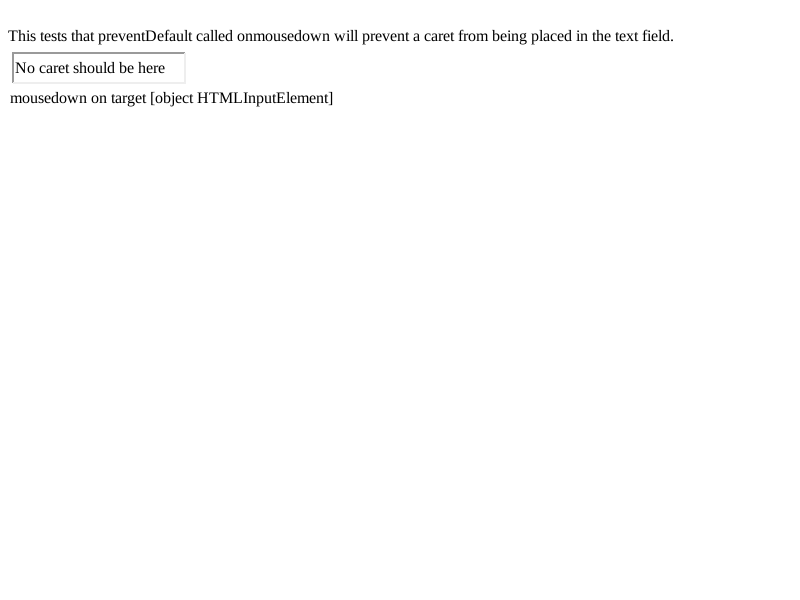 This tests that preventDefault called onmousedown will prevent a caret from being placed in the text field.
No caret should be here
mousedown on target [object HTMLInputElement]